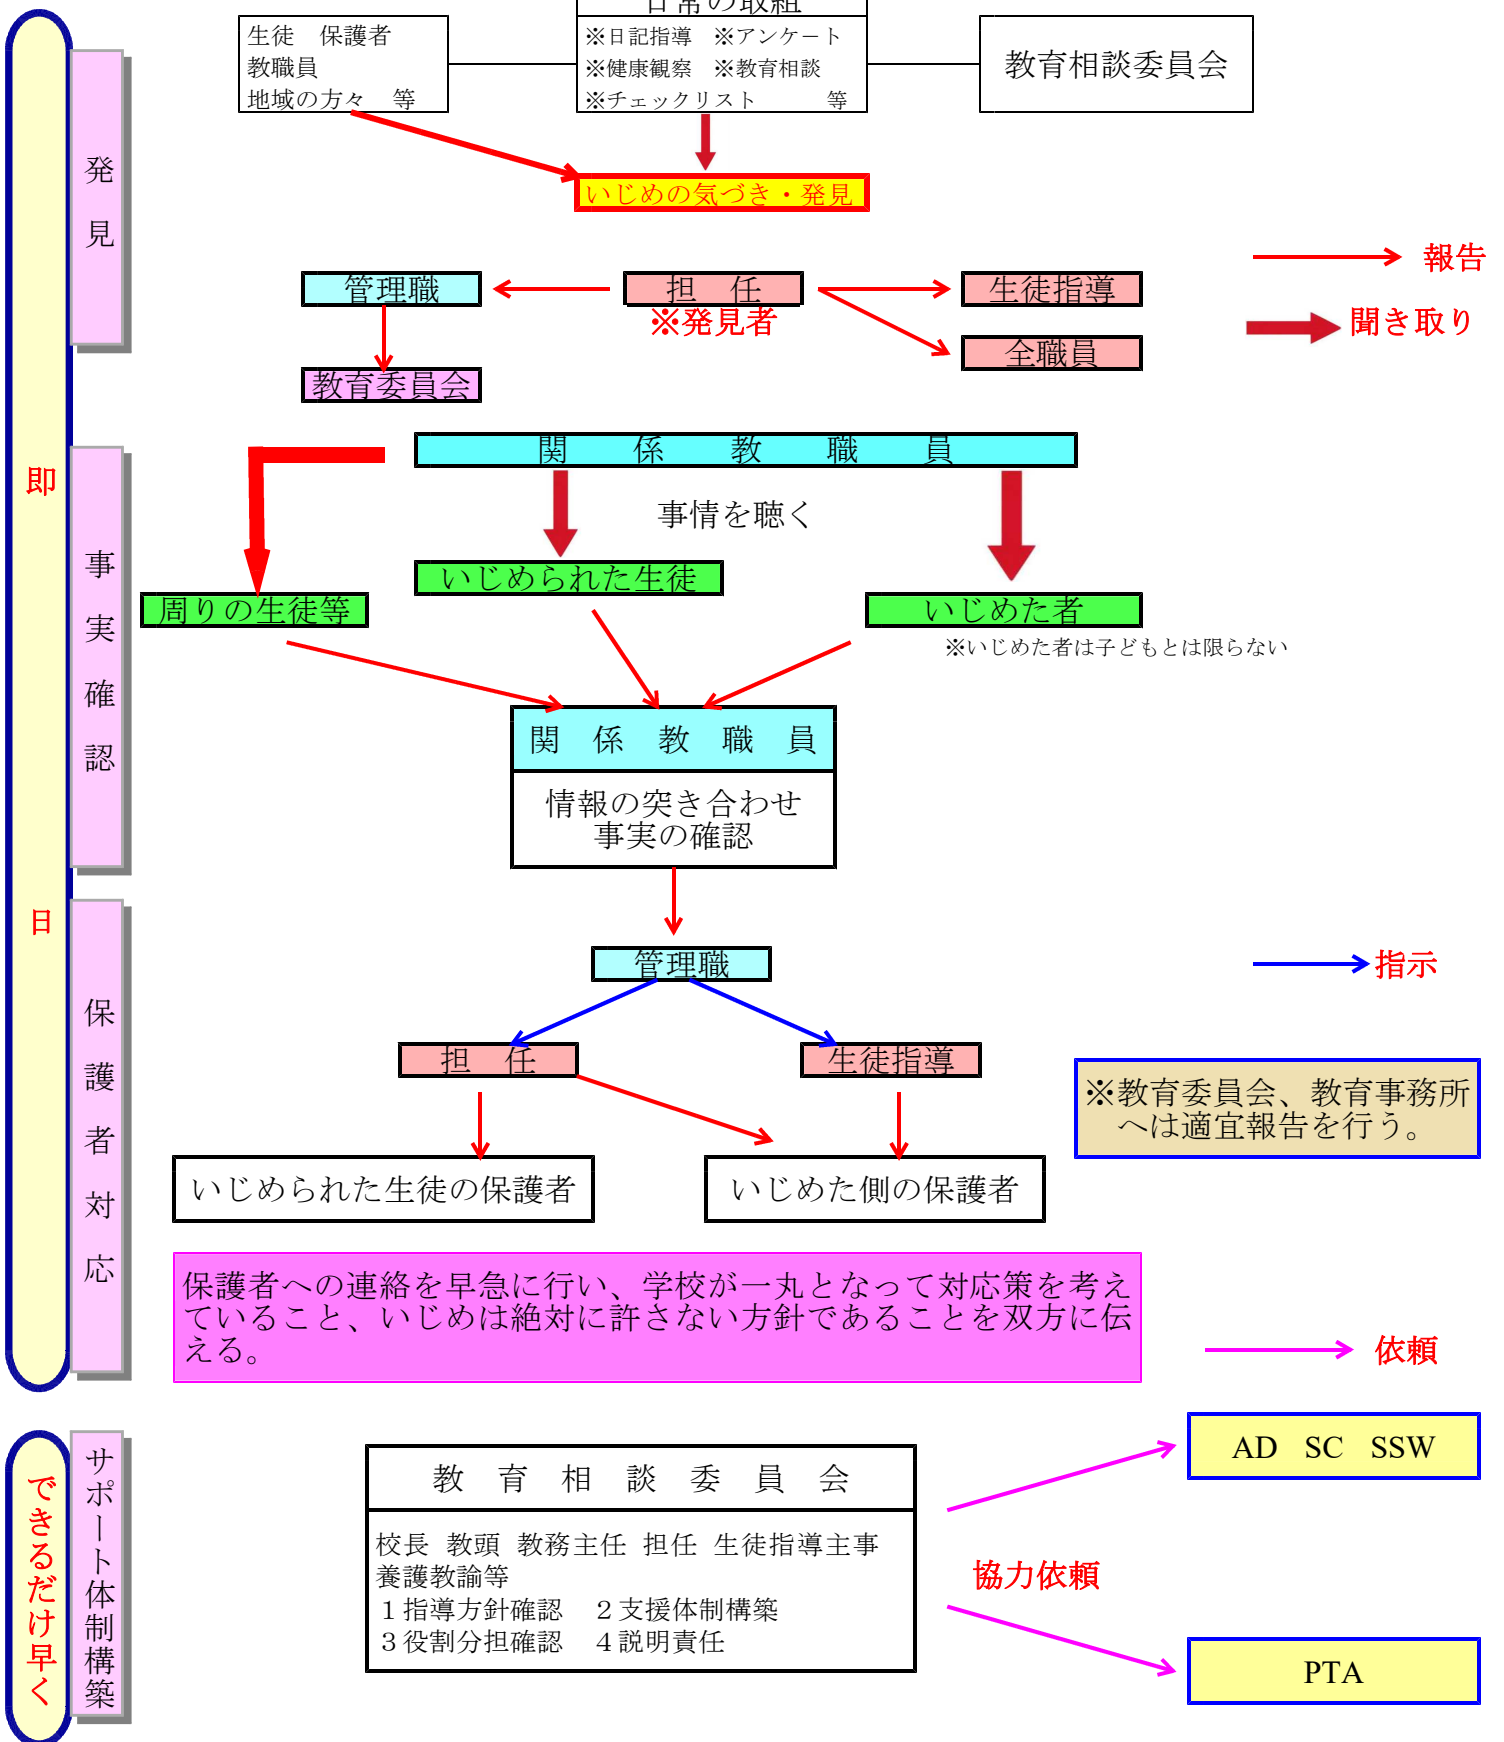 日常の取組
生徒　保護者
教職員
地域の方々　等
※日記指導　※アンケート
※健康観察　※教育相談
※チェックリスト　　　等
教育相談委員会
発見
いじめの気づき・発見
報告
聞き取り
管理職
担　任
※発見者
生徒指導
全職員
教育委員会
即日
事実確認
関　係　教　職　員
事情を聴く
いじめられた生徒
周りの生徒等
いじめた者
※いじめた者は子どもとは限らない
関　係　教　職　員
情報の突き合わせ
事実の確認
保護者対応
管理職
指示
担　任
生徒指導
※教育委員会、教育事務所
へは適宜報告を行う。
いじめられた生徒の保護者
いじめた側の保護者
保護者への連絡を早急に行い、学校が一丸となって対応策を考え
ていること、いじめは絶対に許さない方針であることを双方に伝
える。
依頼
できるだけ早く
サポート体制構築
教　育　相　談　委　員　会
校長 教頭 教務主任 担任 生徒指導主事
養護教諭等
１指導方針確認　２支援体制構築
３役割分担確認　４説明責任
AD　SC　SSW
協力依頼
PTA